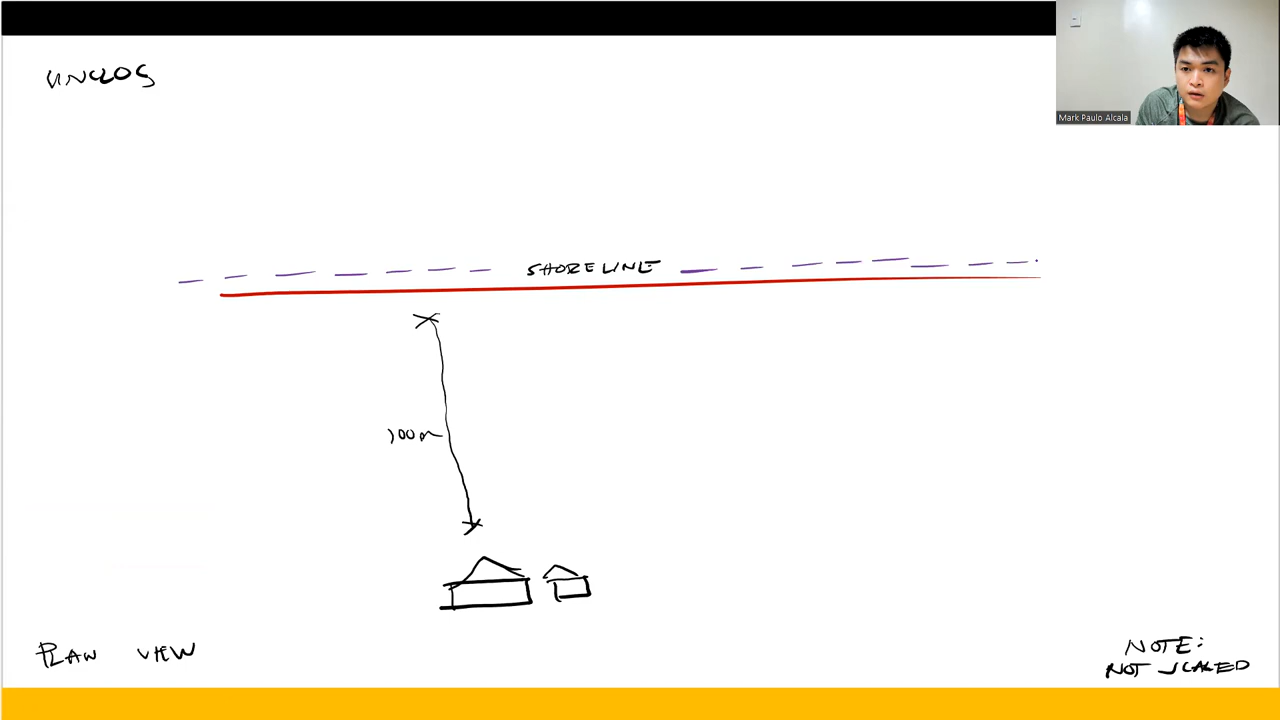 UNCLOS
Mark Paulo Alcala
SHORELINE
100m
PLAN VIEW
NOTE:
NOT SCALED